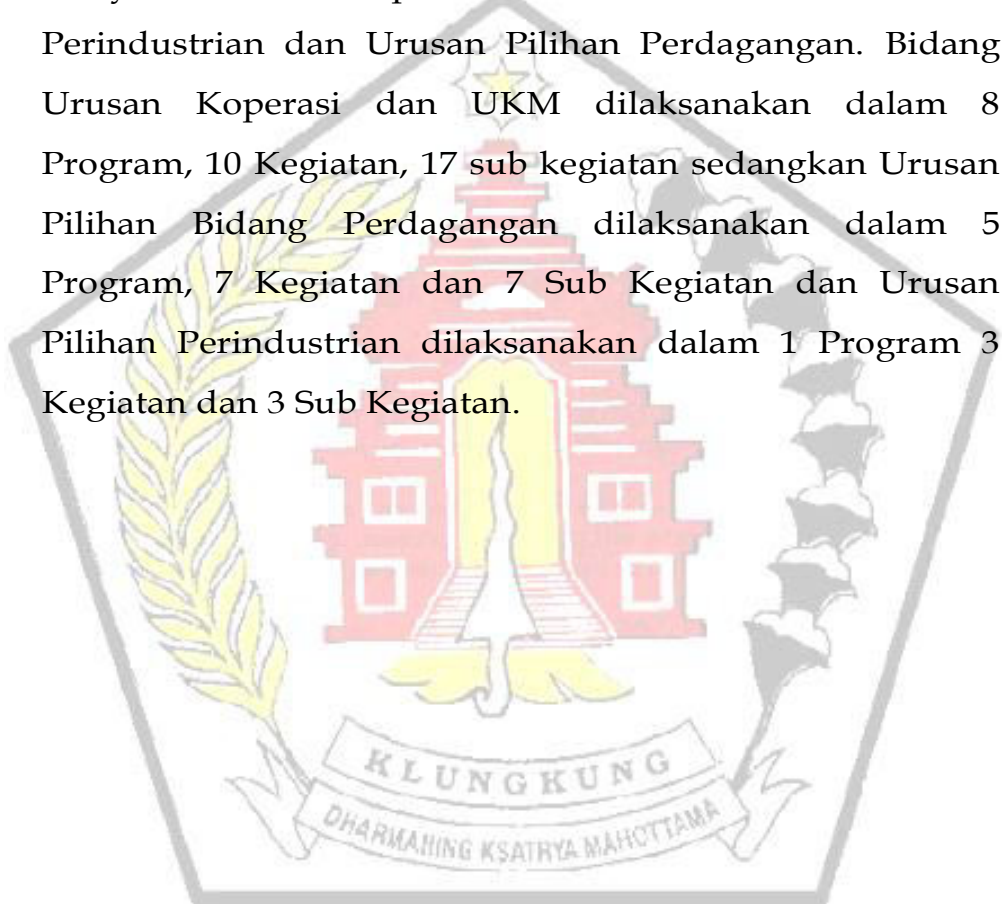 Perindustrian dan Urusan Pilihan Perdagangan. Bidang
Urusan Koperasi dan UKM dilaksanakan dalam 8
Program, 10 Kegiatan, 17 sub kegiatan sedangkan Urusan
Pilihan Bidang Perdagangan dilaksanakan dalam 5
Program, 7 Kegiatan dan 7 Sub Kegiatan dan Urusan
Pilihan Perindustrian dilaksanakan dalam 1 Program 3
Kegiatan dan 3 Sub Kegiatan.
KLUNGKUNG
DHARMANING KSATRYA MAHOTTAMA